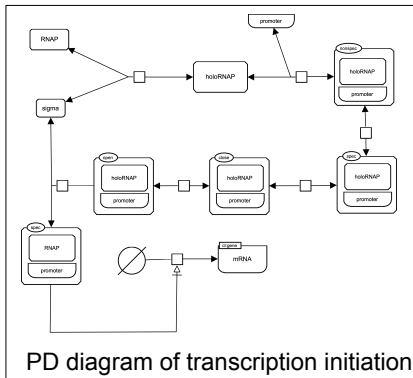 promoter
RNAP
holoRNAP
nonspec
holoRNAP
promoter
sigma
open
holoRNAP
promoter
close
holoRNAP
promoter
spec
holoRNAP
promoter
spec
RNAP
promoter
ct:gene
mRNA
PD diagram of transcription initiation